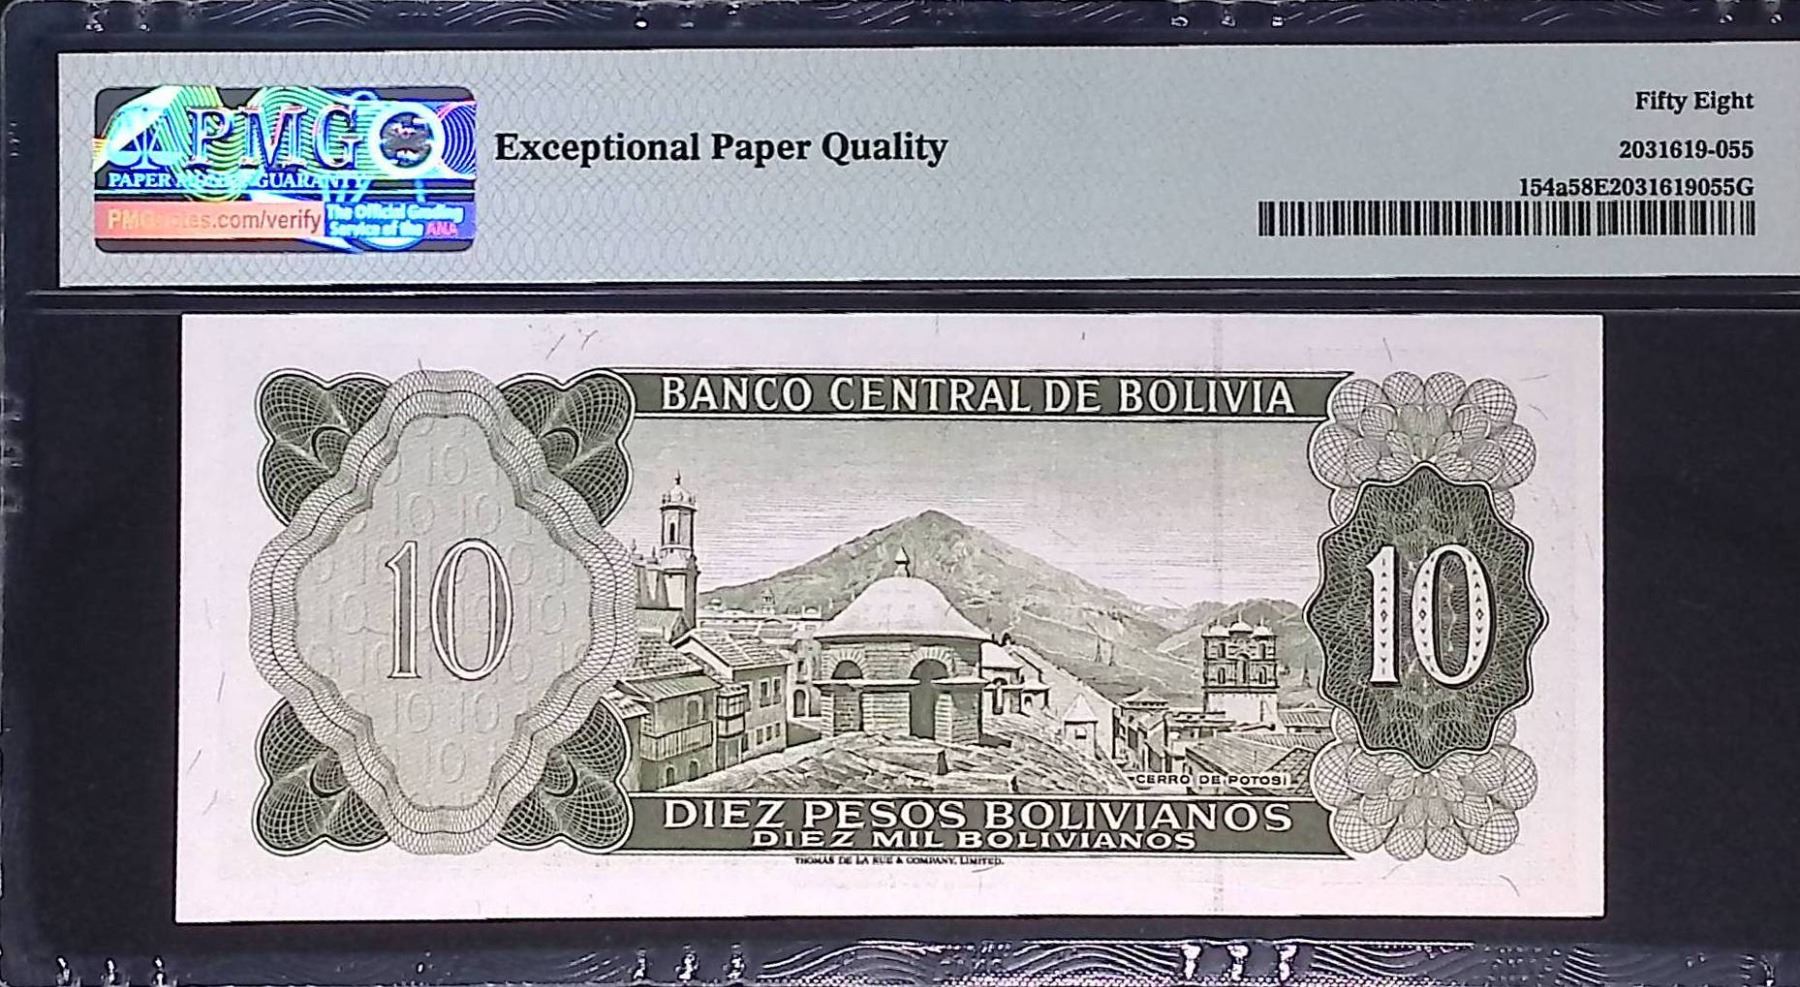 PMG
Fifty Eight
Exceptional Paper Quality
2031619-055
PAPER GUARANTY
154a58E2031619055G
.com/verify
The Official Grading
Service of the ANA
BANCO CENTRAL DE BOLIVIA
10
10
CERRO DE POTOSI
DIEZ PESOS BOLIVIANOS
DIEZ MIL BOLIVIANOS
THOMAS DE LA RUE & COMPANY, LIMITED.